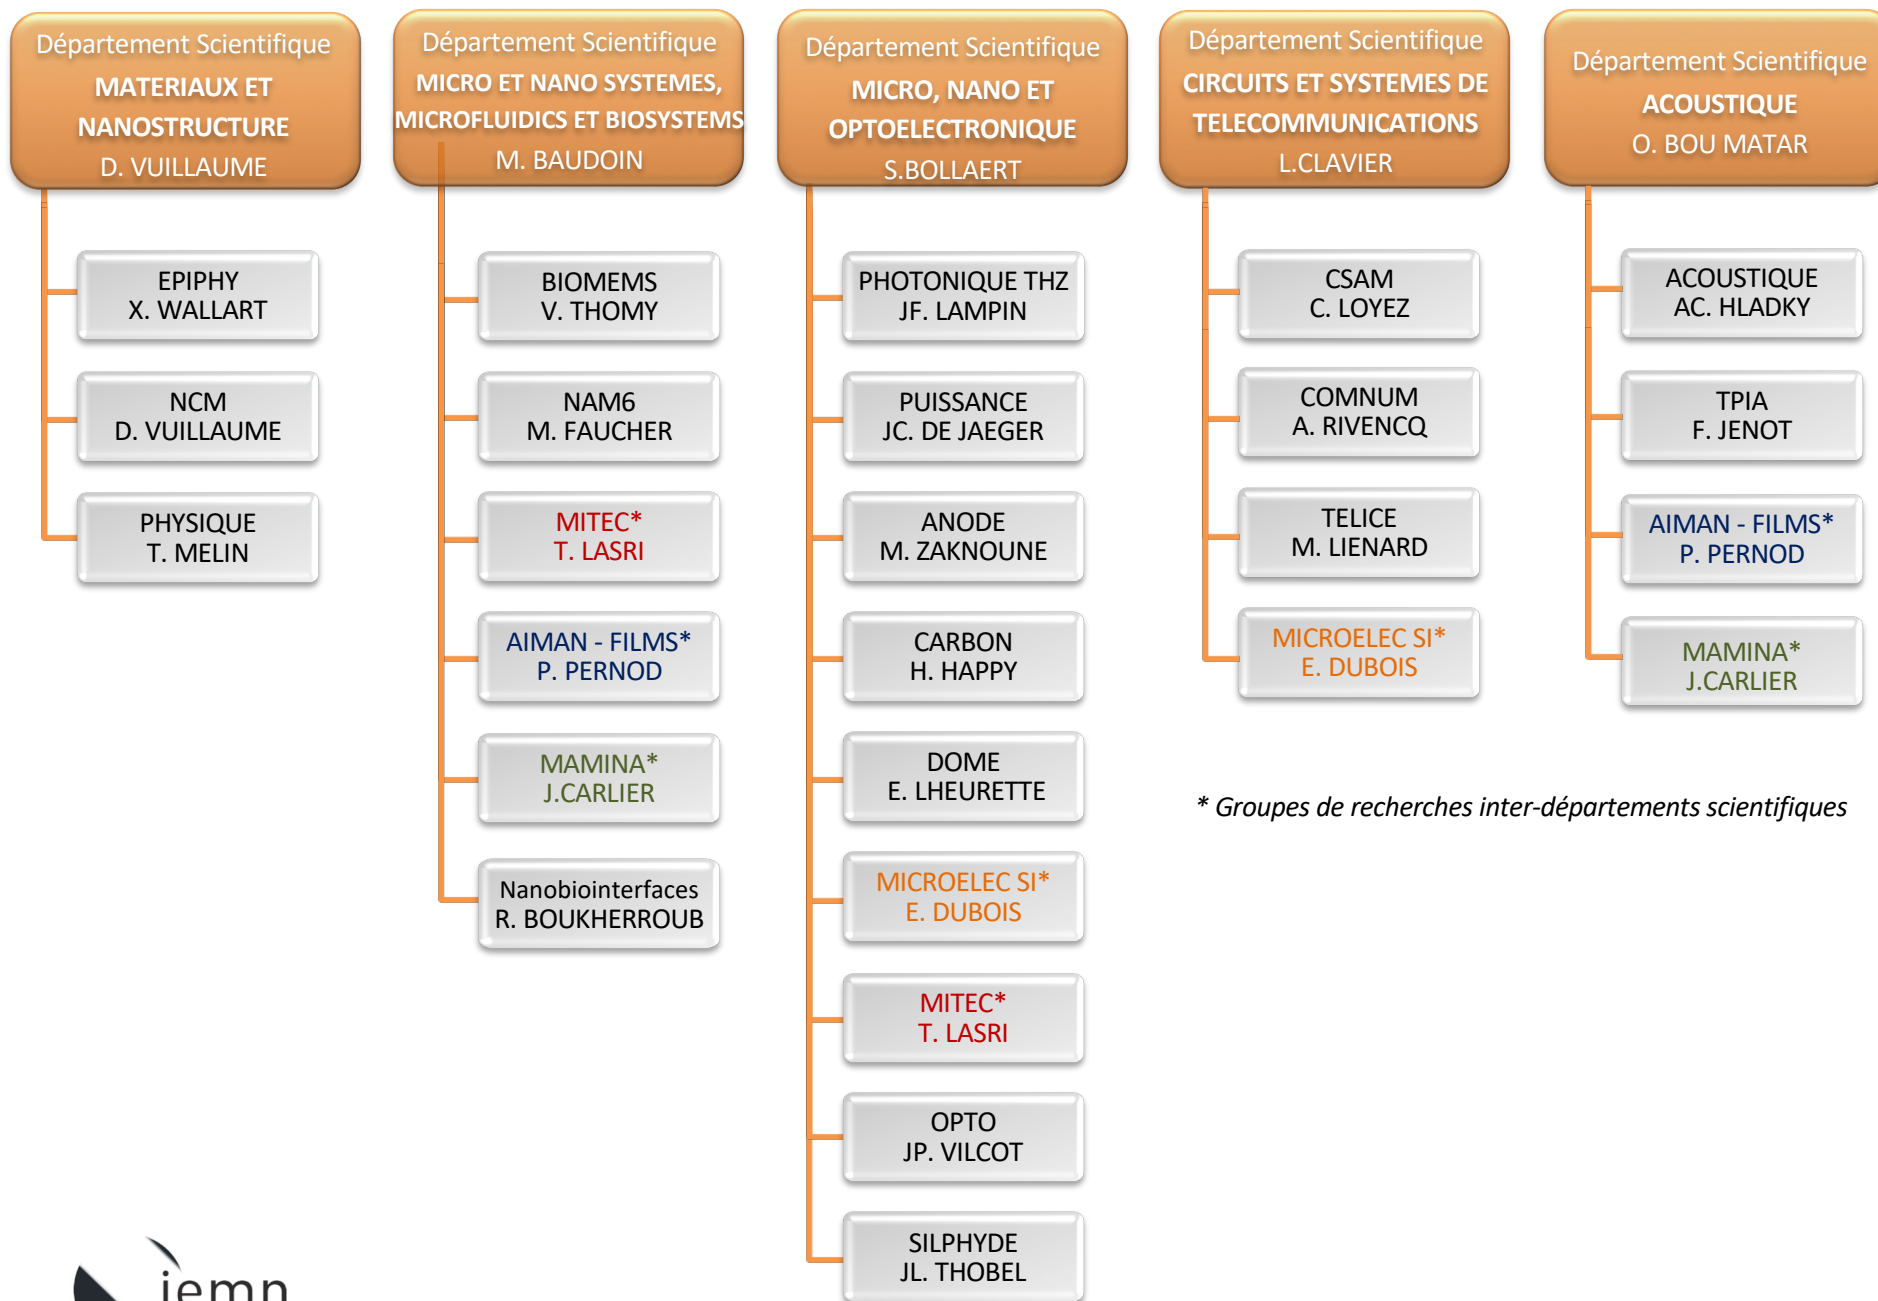 Département Scientifique
MATERIAUX ET
NANOSTRUCTURE
D. VUILLAUME
EPIPHY
X. WALLART
NCM
D. VUILLAUME
PHYSIQUE
T. MELIN
Département Scientifique
MICRO ET NANO SYSTEMES,
MICROFLUIDICS ET BIOSYSTEMS
M. BAUDOIN
BIOMEMS
V. THOMY
NAM6
M. FAUCHER
MITEC*
T. LASRI
AIMAN - FILMS*
P. PERNOD
MAMINA*
J.CARLIER
Nanobiointerfaces
R. BOUKHERROUB
Département Scientifique
MICRO, NANO ET
OPTOELECTRONIQUE
S.BOLLAERT
PHOTONIQUE THZ
JF. LAMPIN
PUISSANCE
JC. DE JAEGER
ANODE
M. ZAKNOUNE
CARBON
H. HAPPY
DOME
E. LHEURETTE
MICROELEC SI*
E. DUBOIS
MITEC*
T. LASRI
OPTO
JP. VILCOT
SILPHYDE
JL. THOBEL
Département Scientifique
CIRCUITS ET SYSTEMES DE
TELECOMMUNICATIONS
L.CLAVIER
CSAM
C. LOYEZ
COMNUM
A. RIVENCQ
TELICE
M. LIENARD
MICROELEC SI*
E. DUBOIS
Département Scientifique
ACOUSTIQUE
O. BOU MATAR
ACOUSTIQUE
AC. HLADKY
TPIA
F. JENOT
AIMAN - FILMS*
P. PERNOD
MAMINA*
J.CARLIER
* Groupes de recherches inter-départements scientifiques
iemn